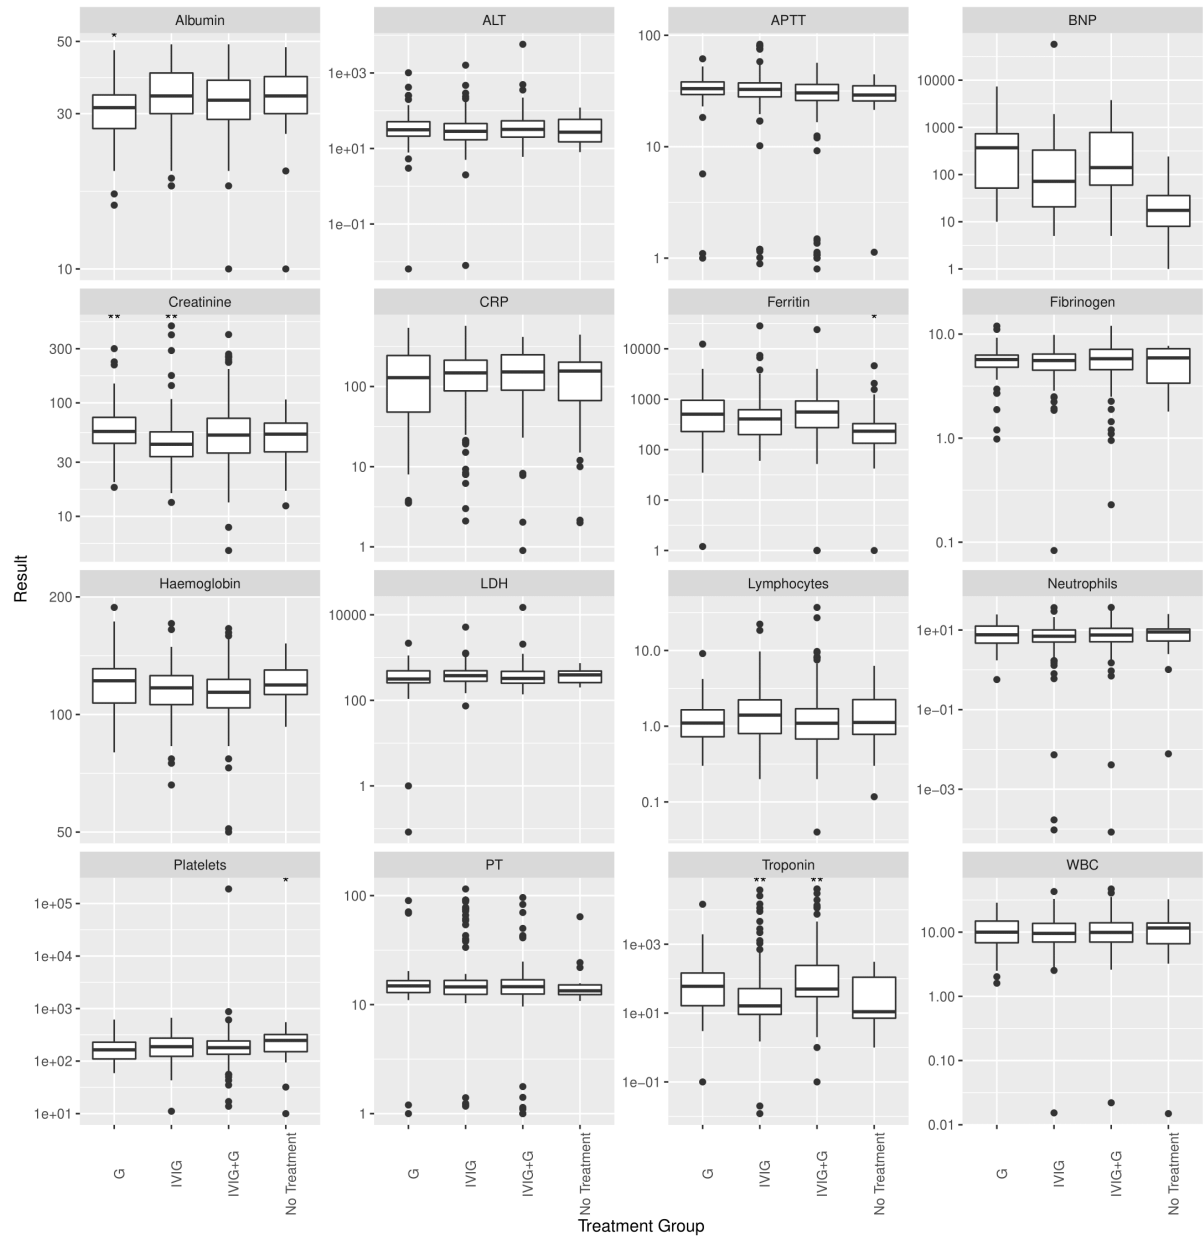 Albumin ALT APTT BNP
*
50
30
10
1e+03
1e+01
1e-01
100
10
1
10000
1000
100
10
1
Creatinine CRP Ferritin Fibrinogen
** ** *
300
100
30
10
100
10
1
10000
1000
100
10
1
10.0
1.0
0.1
Result
Haemoglobin LDH Lymphocytes Neutrophils
200
100
50
10000
100
1
10.0
1.0
0.1
1e+01
1e-01
1e-03
Platelets PT Troponin WBC
* ** **
1e+05
1e+04
1e+03
1e+02
1e+01
100
10
1
1e+03
1e+01
1e-01
10.00
1.00
0.10
0.01
G IVIG IVIG+G No Treatment G IVIG IVIG+G No Treatment G IVIG IVIG+G No Treatment G IVIG IVIG+G No Treatment
Treatment Group